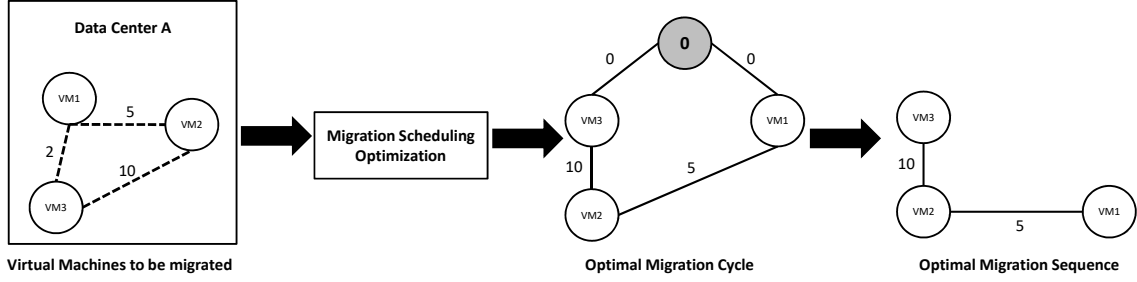 Data Center A
VM1
5
VM2
2
10
VM3
Virtual Machines to be migrated
Migration Scheduling
Optimization
0
0
0
VM3
VM1
10
5
VM2
Optimal Migration Cycle
VM3
10
VM2
5
VM1
Optimal Migration Sequence